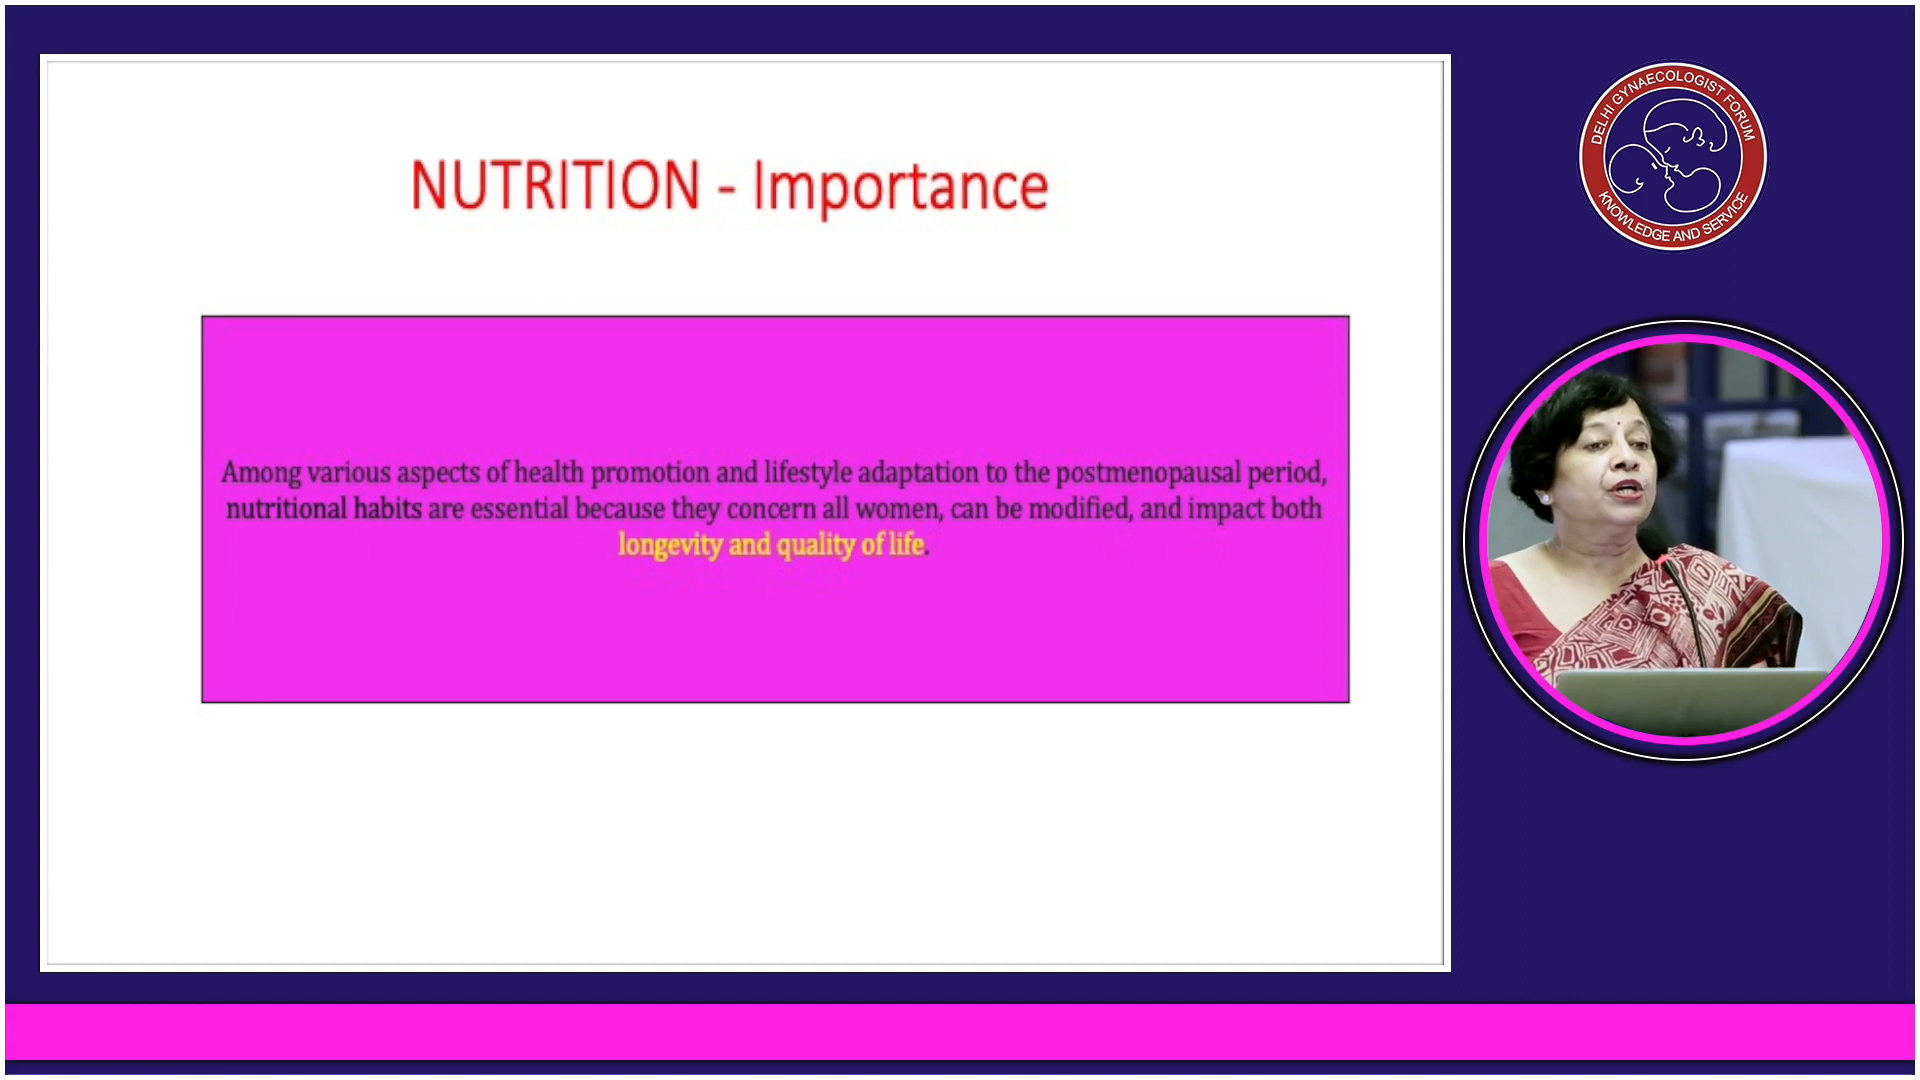 NUTRITION - Importance
Among various aspects of health promotion and lifestyle adaptation to the postmenopausal period,
nutritional habits are essential because they concern all women, can be modified, and impact both
longevity and quality of life.
DELHI GYNAECOLOGIST FORUM
KNOWLEDGE AND SERVICE